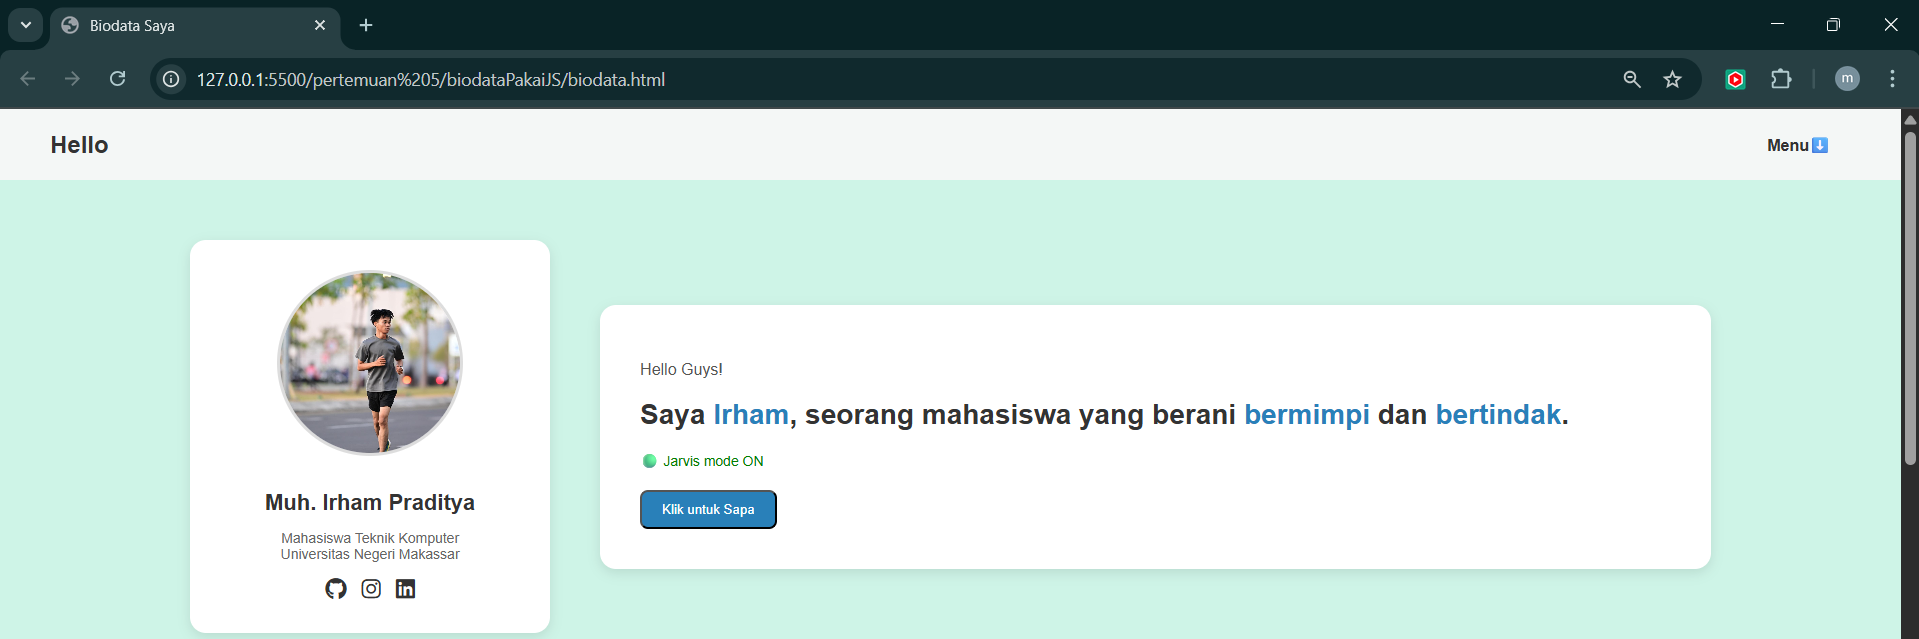 Biodata Saya
127.0.0.1:5500/pertemuan%205/biodataPakaiJS/biodata.html
m
Hello
Menu
Muh. Irham Praditya
Mahasiswa Teknik Komputer
Universitas Negeri Makassar
Hello Guys!
Saya Irham, seorang mahasiswa yang berani bermimpi dan bertindak.
Jarvis mode ON
Klik untuk Sapa